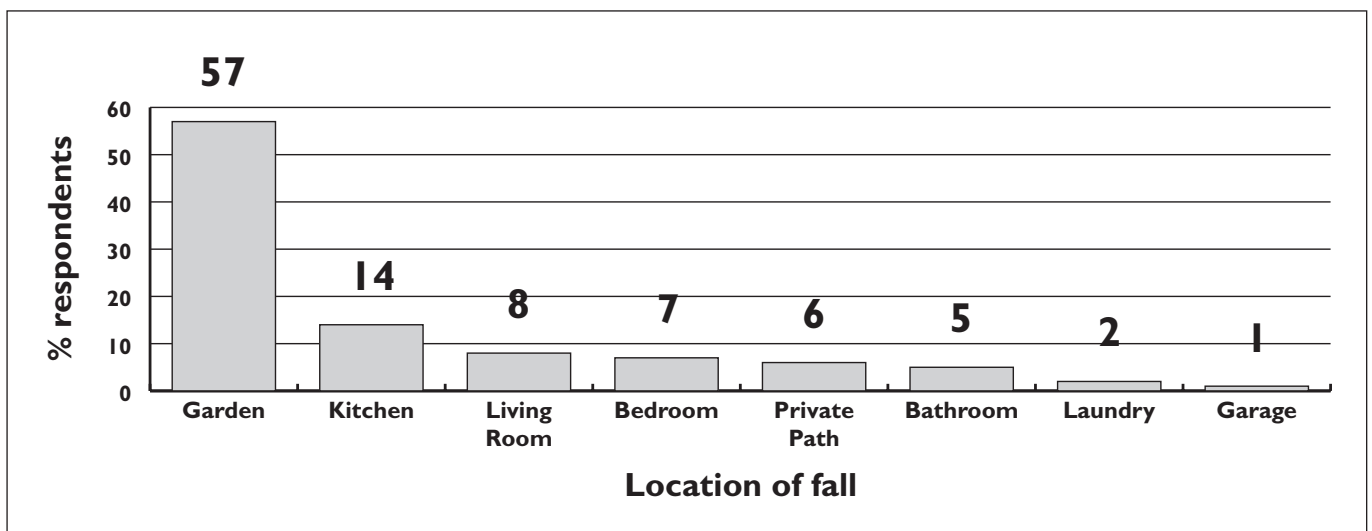 57
14
8
7
6
5
2
1
% respondents
60
50
40
30
20
10
0
Garden
Kitchen
Living
Room
Bedroom
Private
Path
Bathroom
Laundry
Garage
Location of fall